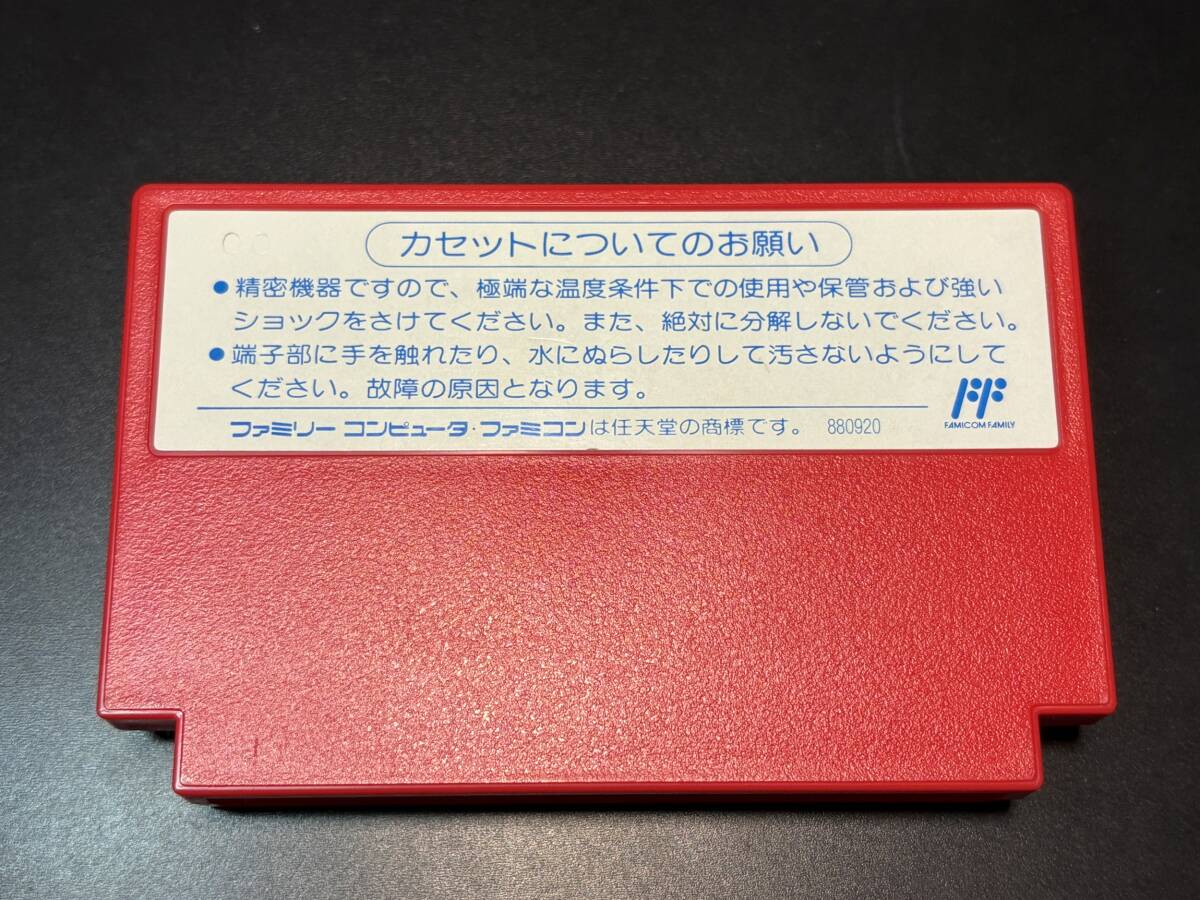 カセットについてのお願い
●精密機器ですので、極端な温度条件下での使用や保管および強い
ショックをさけてください。また、絶対に分解しないでください。
●端子部に手を触れたり、水にぬらしたりして汚さないようにして
ください。故障の原因となります。
FF
FAMICOM FAMILY
ファミリー コンピュータ・ファミコンは任天堂の商標です。 880920